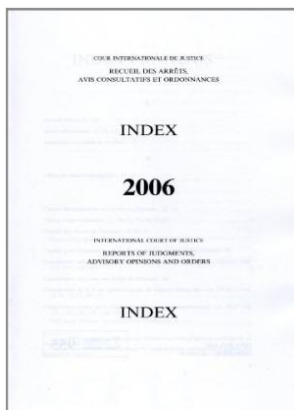 COUR INTERNATIONALE DE JUSTICE
RECUEIL DES ARRÊTS,
AVIS CONSULTATIFS ET ORDONNANCES
INDEX
2006
INTERNATIONAL COURT OF JUSTICE
REPORTS OF JUDGMENTS,
ADVISORY OPINIONS AND ORDERS
INDEX